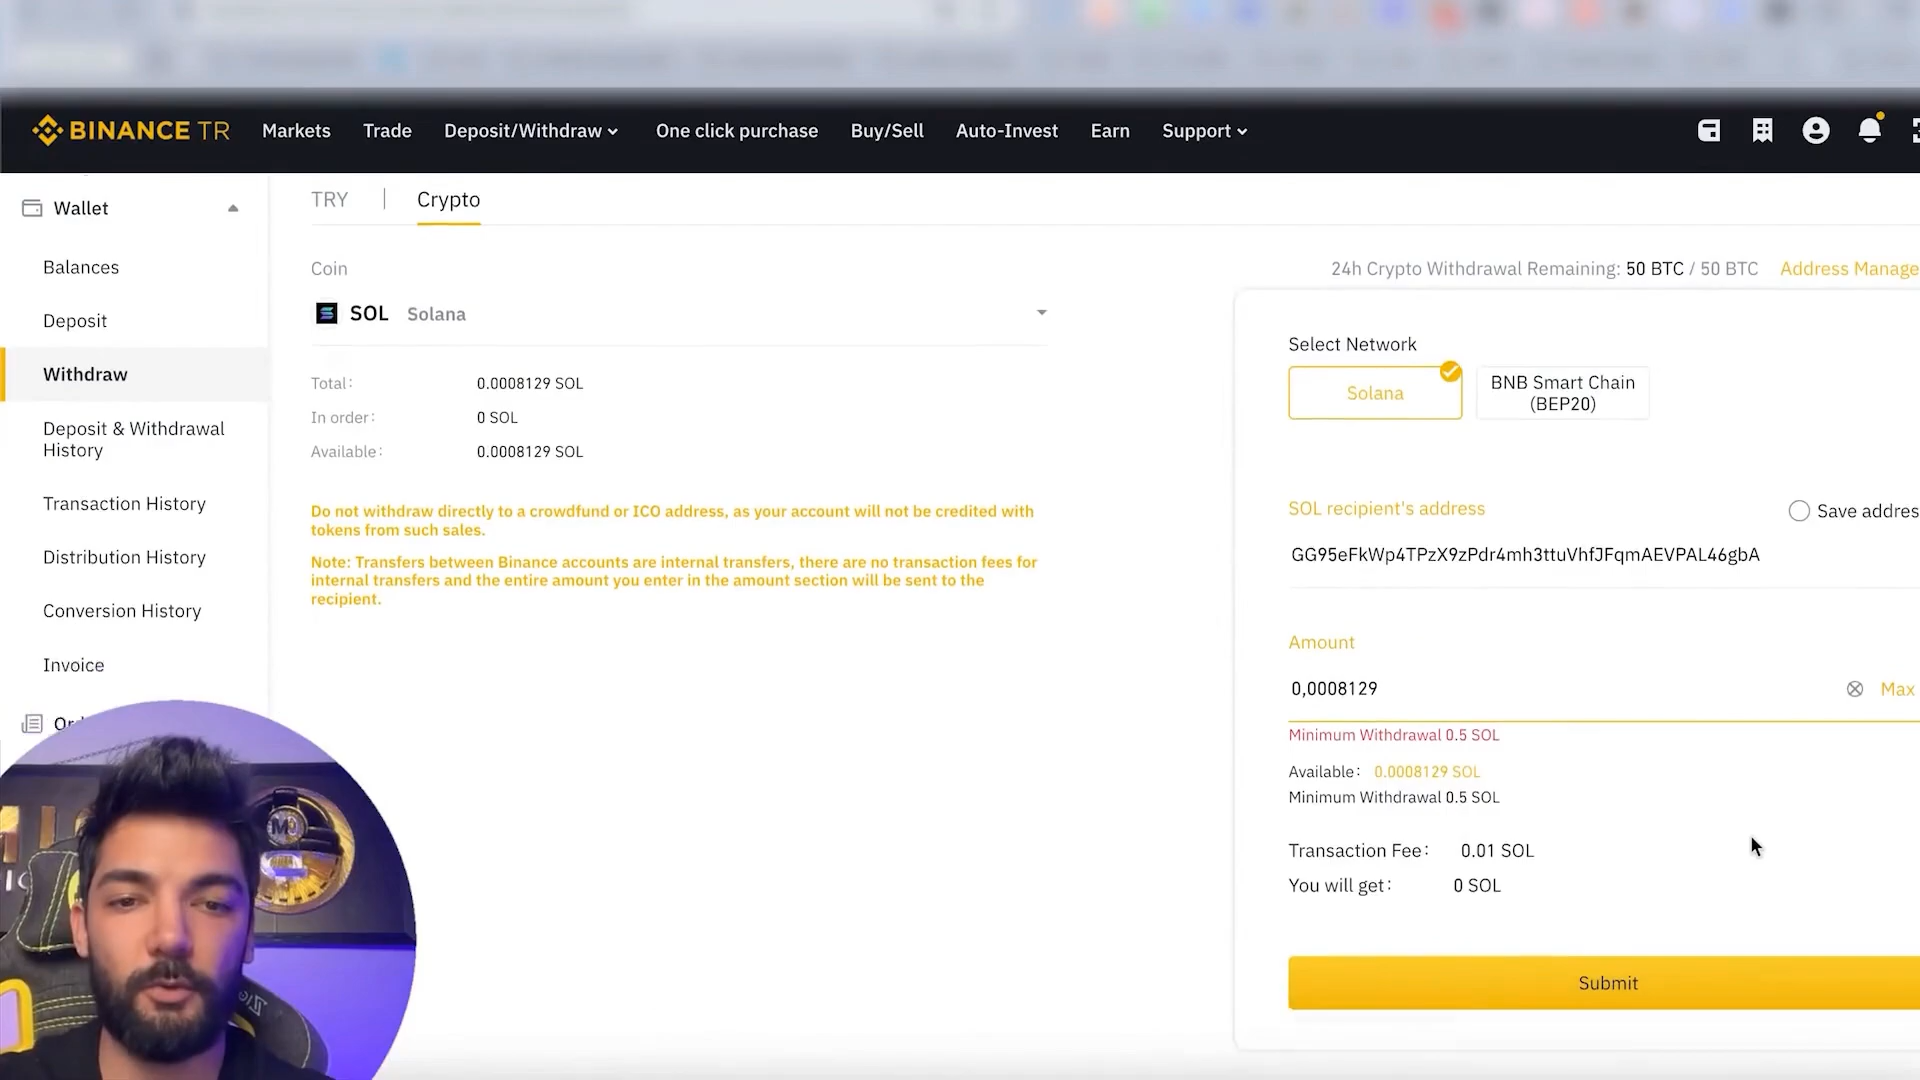 BINANCE TR
Markets
Trade
Deposit/Withdraw
One click purchase
Buy/Sell
Auto-Invest
Earn
Support
Wallet
Balances
Deposit
Withdraw
Deposit & Withdrawal
History
Transaction History
Distribution History
Conversion History
Invoice
TRY
Crypto
Coin
SOL Solana
Total: 0.0008129 SOL
In order: 0 SOL
Available: 0.0008129 SOL
Do not withdraw directly to a crowdfund or ICO address, as your account will not be credited with
tokens from such sales.
Note: Transfers between Binance accounts are internal transfers, there are no transaction fees for
internal transfers and the entire amount you enter in the amount section will be sent to the
recipient.
24h Crypto Withdrawal Remaining: 50 BTC / 50 BTC
Address Manage
Select Network
Solana
BNB Smart Chain
(BEP20)
SOL recipient's address
Save addres
GG95eFkWp4TPzX9zPdr4mh3ttuVhfJFqmAEVPAL46gbA
Amount
0,0008129
Max
Minimum Withdrawal 0.5 SOL
Available: 0.0008129 SOL
Minimum Withdrawal 0.5 SOL
Transaction Fee: 0.01 SOL
You will get: 0 SOL
Submit